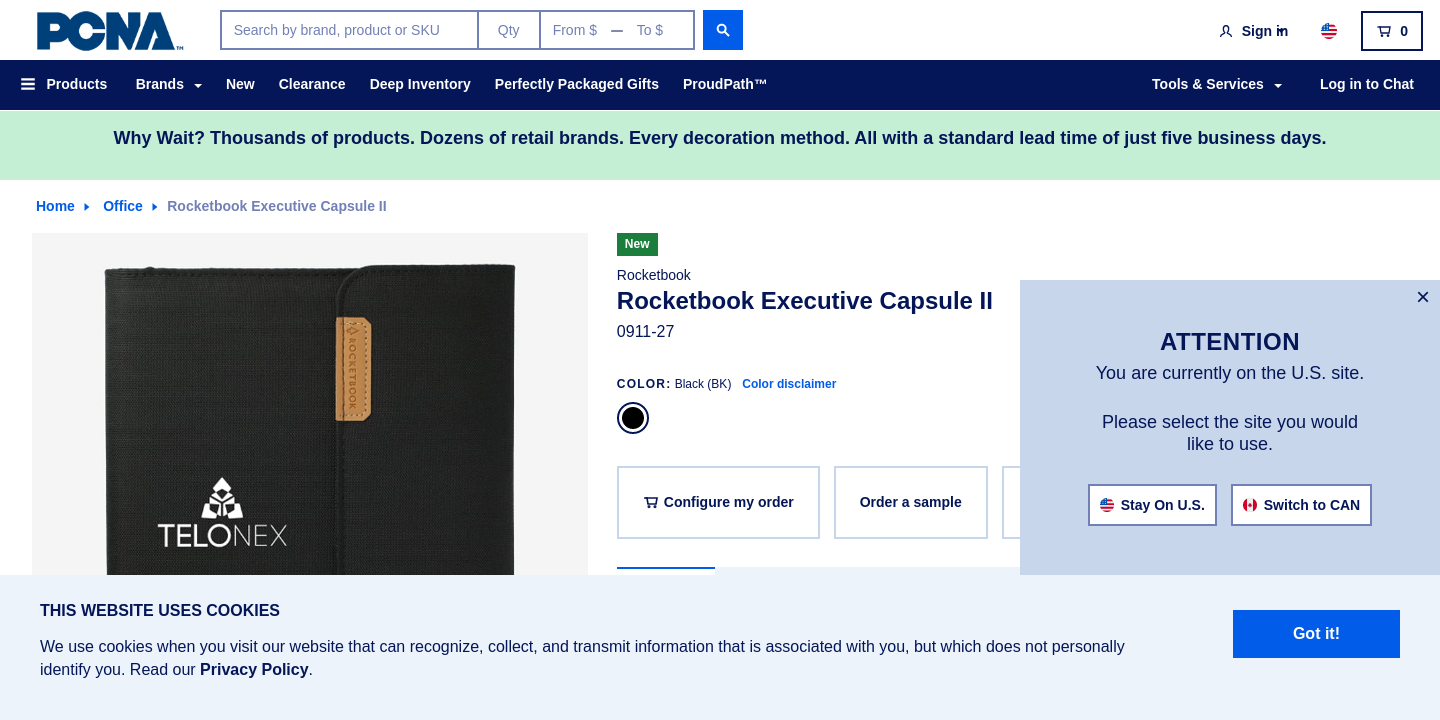 PCNA™
Search by brand, product or SKU
Qty
From $ — To $
Sign in
0
Products
Brands
New
Clearance
Deep Inventory
Perfectly Packaged Gifts
ProudPath™
Tools & Services
Log in to Chat
Why Wait? Thousands of products. Dozens of retail brands. Every decoration method. All with a standard lead time of just five business days.
Home
Office
Rocketbook Executive Capsule II
ROCKETBOOK
TELONEX
New
Rocketbook
Rocketbook Executive Capsule II
0911-27
COLOR: Black (BK) Color disclaimer
Configure my order
Order a sample
×
ATTENTION
You are currently on the U.S. site.
Please select the site you would
like to use.
Stay On U.S.
Switch to CAN
THIS WEBSITE USES COOKIES
We use cookies when you visit our website that can recognize, collect, and transmit information that is associated with you, but which does not personally
identify you. Read our Privacy Policy.
Got it!